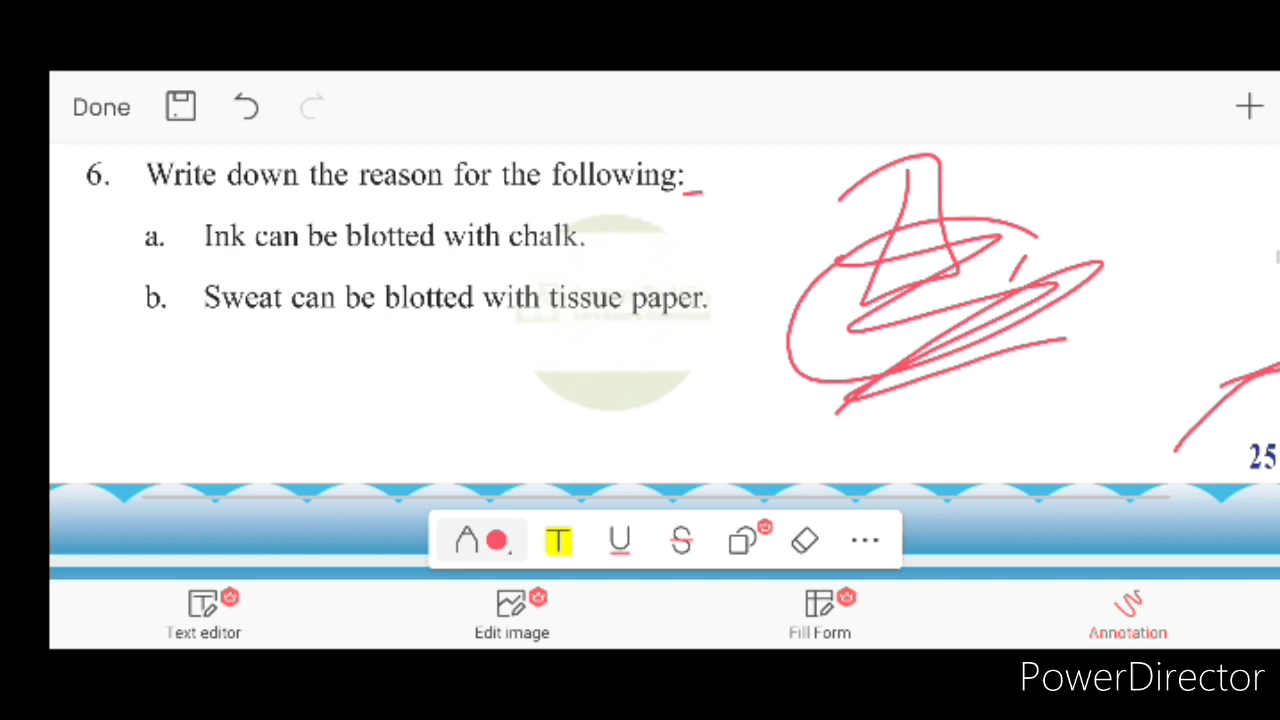 Done
6. Write down the reason for the following:
a. Ink can be blotted with chalk.
b. Sweat can be blotted with tissue paper.
25
T U S
Text editor Edit image Fill Form Annotation
PowerDirector